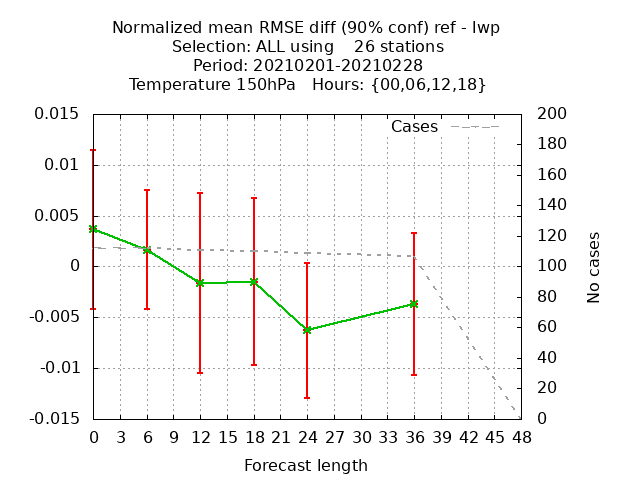 Normalized mean RMSE diff (90% conf) ref - lwp
Selection: ALL using    26 stations
Period: 20210201-20210228
Temperature 150hPa   Hours: {00,06,12,18}
Cases
0.015
0.01
0.005
0
-0.005
-0.01
-0.015
200
180
160
140
120
100
80
60
40
20
0
No cases
0 3 6 9 12 15 18 21 24 27 30 33 36 39 42 45 48
Forecast length